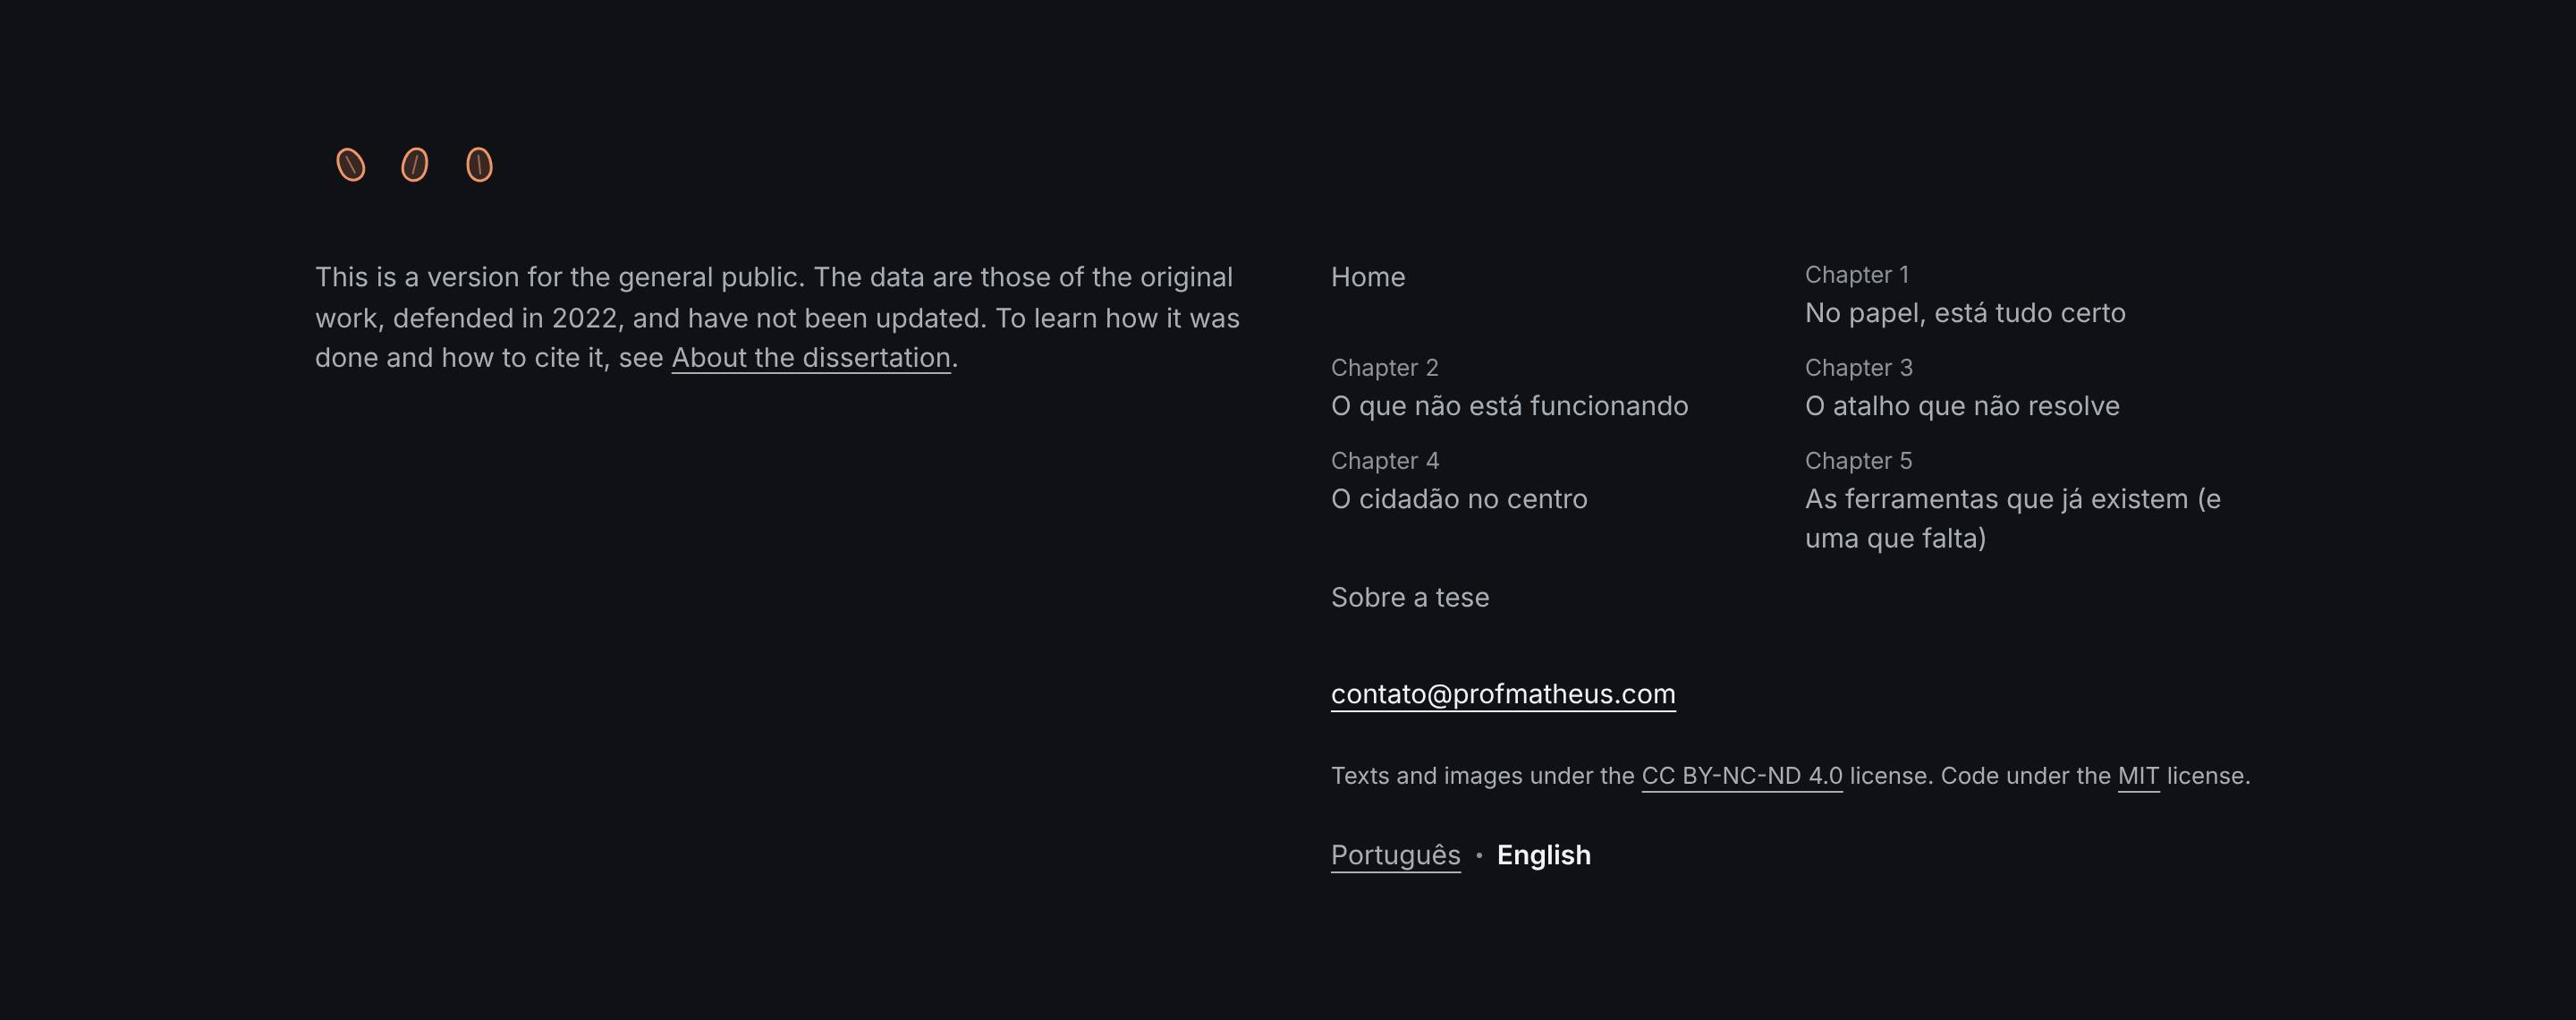 This is a version for the general public. The data are those of the original
work, defended in 2022, and have not been updated. To learn how it was
done and how to cite it, see About the dissertation.
Home
Chapter 1
No papel, está tudo certo
Chapter 2
O que não está funcionando
Chapter 3
O atalho que não resolve
Chapter 4
O cidadão no centro
Chapter 5
As ferramentas que já existem (e
uma que falta)
Sobre a tese
contato@profmatheus.com
Texts and images under the CC BY-NC-ND 4.0 license. Code under the MIT license.
Português • English